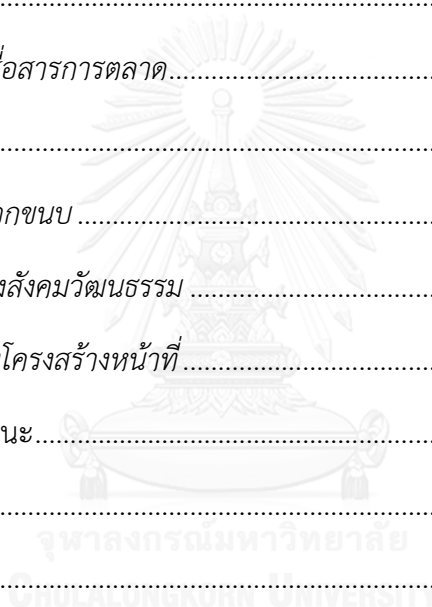 ...............................................................
สื่อสารการตลาด...............................................
...............................................................
ากขนบ...........................................................
งสังคมวัฒนธรรม...........................................
โครงสร้างหน้าที่...........................................
นะ...............................................................
...............................................................
จุฬาลงกรณ์มหาวิทยาลัย
...............................................................
CHULALONGKORN UNIVERSITY